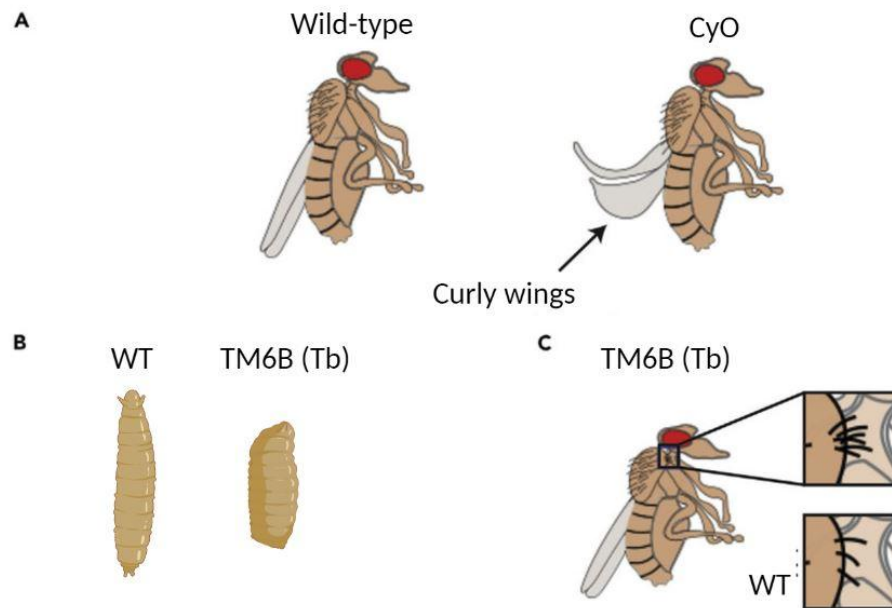 A
Wild-type
CyO
Curly wings
B
WT
TM6B (Tb)
C
TM6B (Tb)
WT